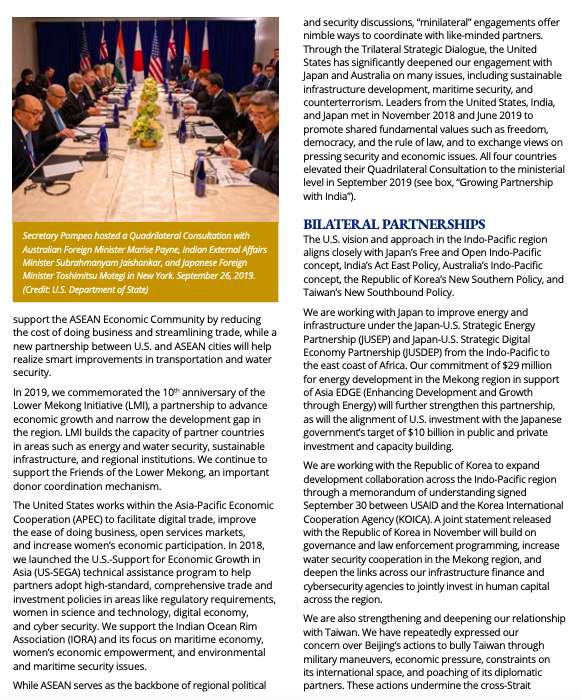 Secretary Pompeo hosted a Quadrilateral Consultation with
Australian Foreign Minister Marise Payne, Indian External Affairs
Minister Subrahmanyam Jaishankar, and Japanese Foreign
Minister Toshimitsu Motegi in New York. September 26, 2019.
(Credit: U.S. Department of State)
support the ASEAN Economic Community by reducing
the cost of doing business and streamlining trade, while a
new partnership between U.S. and ASEAN cities will help
realize smart improvements in transportation and water
security.
In 2019, we commemorated the 10th anniversary of the
Lower Mekong Initiative (LMI), a partnership to advance
economic growth and narrow the development gap in
the region. LMI builds the capacity of partner countries
in areas such as energy and water security, sustainable
infrastructure, and regional institutions. We continue to
support the Friends of the Lower Mekong, an important
donor coordination mechanism.
The United States works within the Asia-Pacific Economic
Cooperation (APEC) to facilitate digital trade, improve
the ease of doing business, open services markets,
and increase women's economic participation. In 2018,
we launched the U.S.-Support for Economic Growth in
Asia (US-SEGA) technical assistance program to help
partners adopt high-standard, comprehensive trade and
investment policies in areas like regulatory requirements,
women in science and technology, digital economy,
and cyber security. We support the Indian Ocean Rim
Association (IORA) and its focus on maritime economy,
women's economic empowerment, and environmental
and maritime security issues.
While ASEAN serves as the backbone of regional political
and security discussions, "minilateral" engagements offer
nimble ways to coordinate with like-minded partners.
Through the Trilateral Strategic Dialogue, the United
States has significantly deepened our engagement with
Japan and Australia on many issues, including sustainable
infrastructure development, maritime security, and
counterterrorism. Leaders from the United States, India,
and Japan met in November 2018 and June 2019 to
promote shared fundamental values such as freedom,
democracy, and the rule of law, and to exchange views on
pressing security and economic issues. All four countries
elevated their Quadrilateral Consultation to the ministerial
level in September 2019 (see box, "Growing Partnership
with India").
BILATERAL PARTNERSHIPS
The U.S. vision and approach in the Indo-Pacific region
aligns closely with Japan's Free and Open Indo-Pacific
concept, India's Act East Policy, Australia's Indo-Pacific
concept, the Republic of Korea's New Southern Policy, and
Taiwan's New Southbound Policy.
We are working with Japan to improve energy and
infrastructure under the Japan-U.S. Strategic Energy
Partnership (JUSEP) and Japan-U.S. Strategic Digital
Economy Partnership (JUSDEP) from the Indo-Pacific to
the east coast of Africa. Our commitment of $29 million
for energy development in the Mekong region in support
of Asia EDGE (Enhancing Development and Growth
through Energy) will further strengthen this partnership,
as will the alignment of U.S. investment with the Japanese
government's target of $10 billion in public and private
investment and capacity building.
We are working with the Republic of Korea to expand
development collaboration across the Indo-Pacific region
through a memorandum of understanding signed
September 30 between USAID and the Korea International
Cooperation Agency (KOICA). A joint statement released
with the Republic of Korea in November will build on
governance and law enforcement programming, increase
water security cooperation in the Mekong region, and
deepen the links across our infrastructure finance and
cybersecurity agencies to jointly invest in human capital
across the region.
We are also strengthening and deepening our relationship
with Taiwan. We have repeatedly expressed our
concern over Beijing's actions to bully Taiwan through
military maneuvers, economic pressure, constraints on
its international space, and poaching of its diplomatic
partners. These actions undermine the cross-Strait